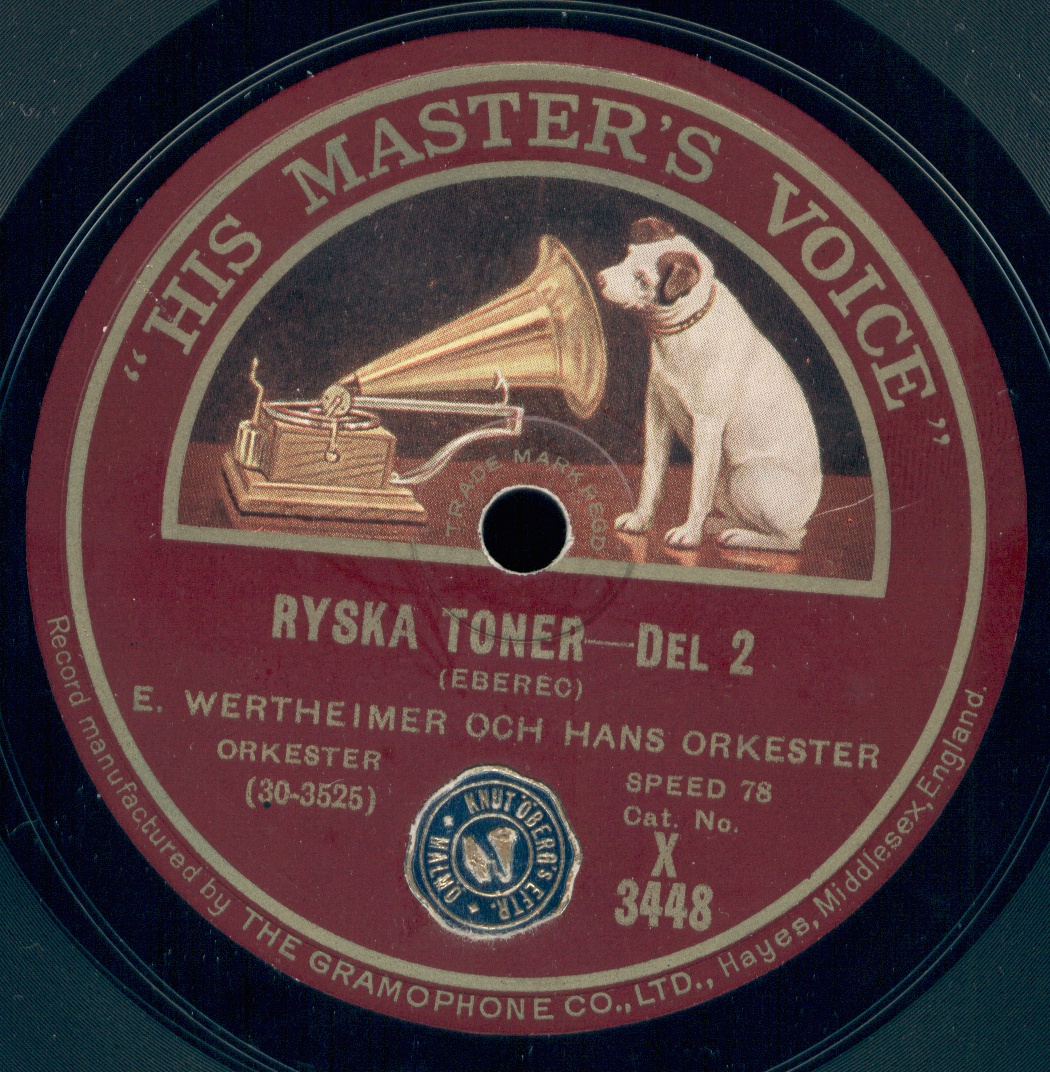 “HIS MASTER'S VOICE”
TRADE MARK REGD.
RYSKA TONER—DEL 2
(EBEREC)
E. WERTHEIMER OCH HANS ORKESTER
ORKESTER
(30-3525)
SPEED 78
Cat. No.
X
3448
KNUT ÖBERG'S EFTR.
MALMÖ
Record manufactured by THE GRAMOPHONE CO., LTD., Hayes, Middlesex, England.